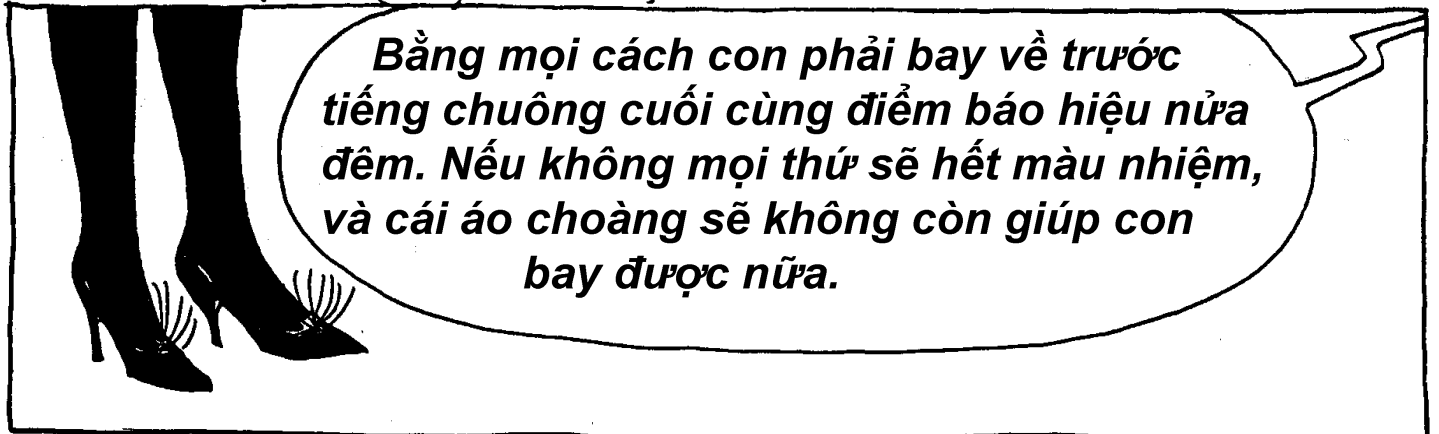 Bằng mọi cách con phải bay về trước
tiếng chuông cuối cùng điểm báo hiệu nửa
đêm. Nếu không mọi thứ sẽ hết màu nhiệm,
và cái áo choàng sẽ không còn giúp con
bay được nữa.